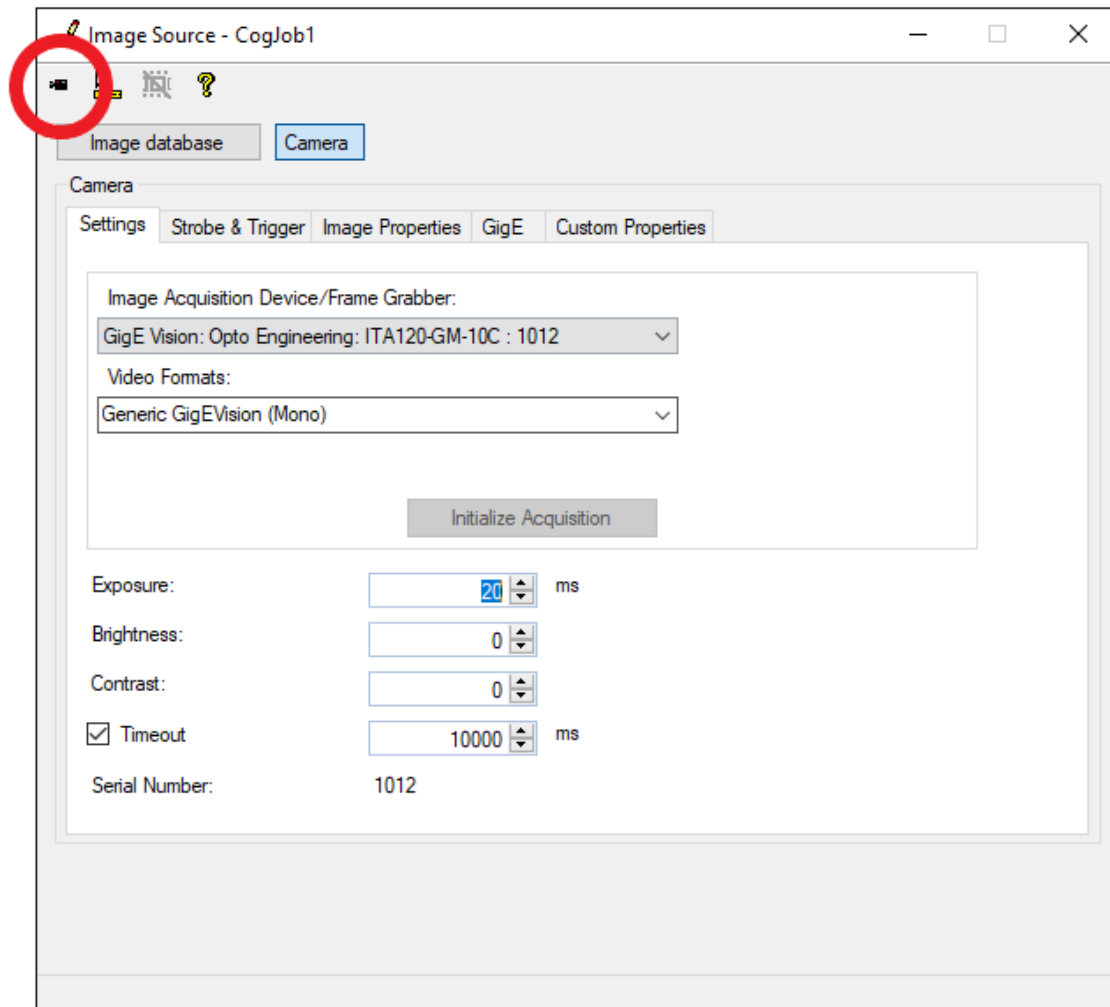 Image Source - CogJob1
Image database Camera
Camera
Settings Strobe & Trigger Image Properties GigE Custom Properties
Image Acquisition Device/Frame Grabber:
GigE Vision: Opto Engineering: ITA120-GM-10C : 1012
Video Formats:
Generic GigEVision (Mono)
Initialize Acquisition
Exposure: 20 ms
Brightness: 0
Contrast: 0
Timeout 10000 ms
Serial Number: 1012